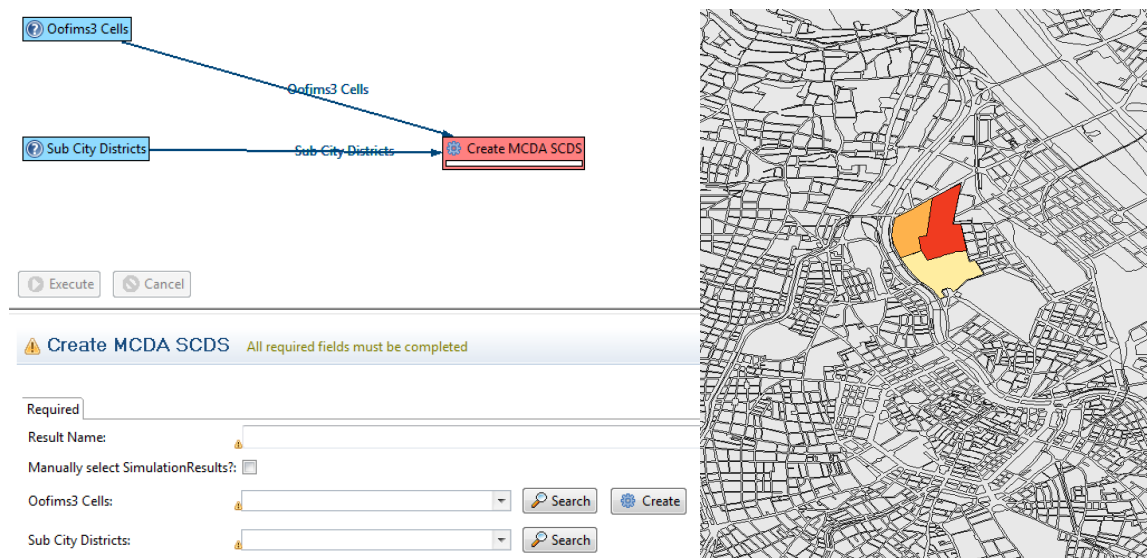 Oofims3 Cells
Oofims3 Cells
Sub City Districts
Sub City Districts
Create MCDA SCDS
Execute
Cancel
Create MCDA SCDS All required fields must be completed
Required
Result Name:
Manually select SimulationResults?:
Oofims3 Cells: Search Create
Sub City Districts: Search